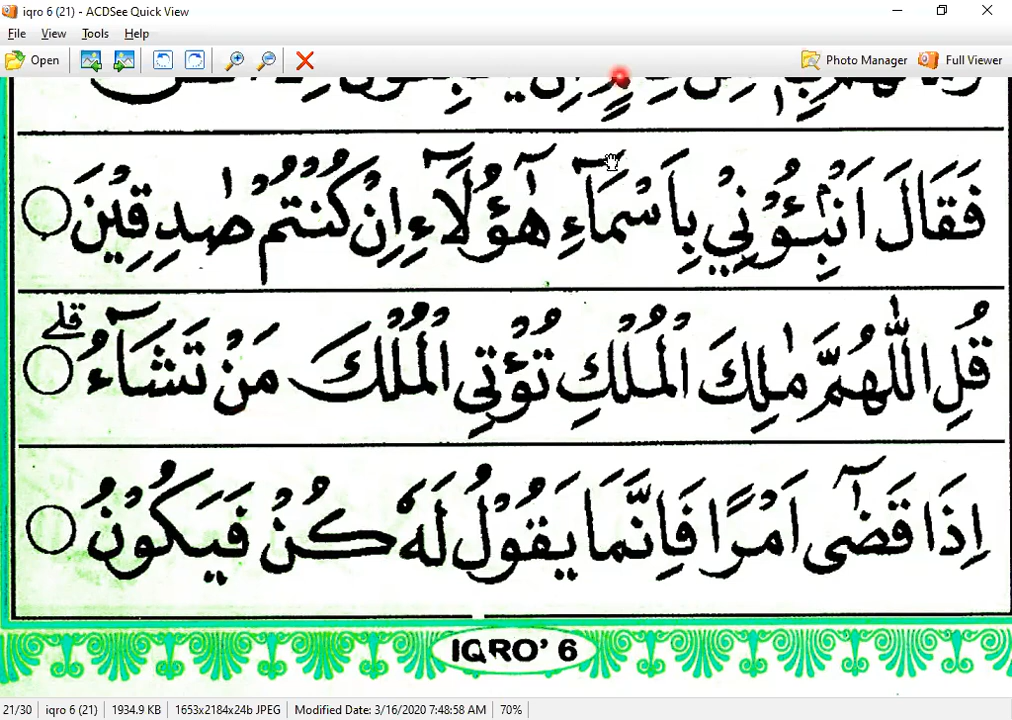 iqro 6 (21) - ACDSee Quick View
File View Tools Help
Open Photo Manager Full Viewer
فَقَالَ اَنْۢبِـُٔوْنِيْ بِاَسْمَآءِ هٰٓؤُلَآءِ اِنْ كُنْتُمْ صٰدِقِيْنَ
قُلِ اللّٰهُمَّ مٰلِكَ الْمُلْكِ تُؤْتِي الْمُلْكَ مَنْ تَشَآءُ ۖ
اِذَا قَضٰٓى اَمْرًا فَاِنَّمَا يَقُوْلُ لَهٗ كُنْ فَيَكُوْنُ
IQRO' 6
21/30 iqro 6 (21) 1934.9 KB 1653x2184x24b JPEG Modified Date: 3/16/2020 7:48:58 AM 70%